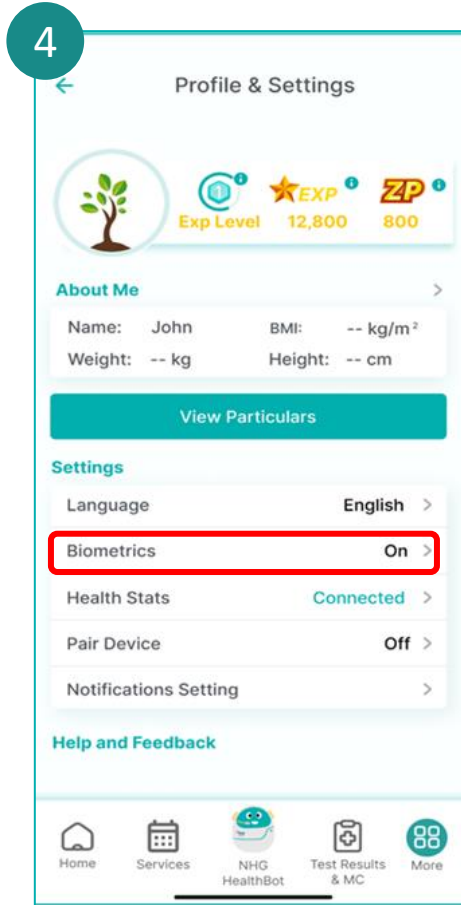 4
Profile & Settings
EXP ZP
Exp Level 12,800 800
About Me
Name: John BMI: -- kg/m²
Weight: -- kg Height: -- cm
View Particulars
Settings
Language English
Biometrics On
Health Stats Connected
Pair Device Off
Notifications Setting
Help and Feedback
Home Services NHG HealthBot Test Results & MC More